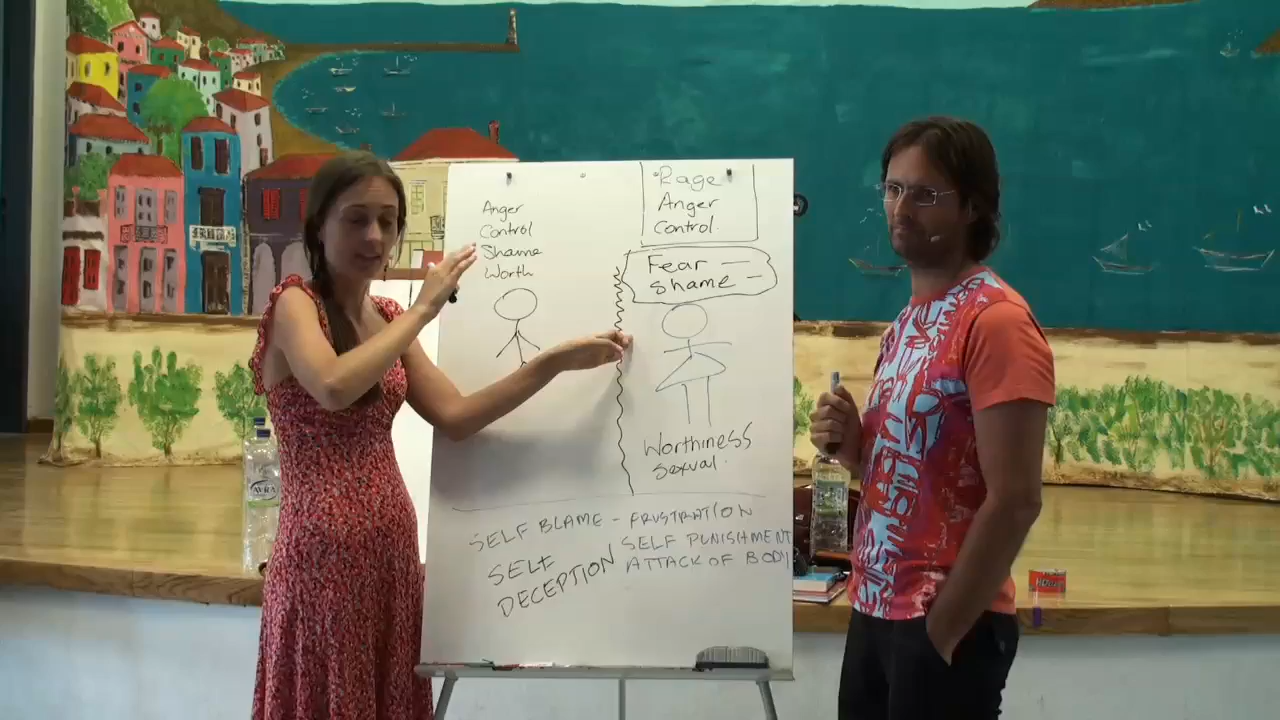 Anger
Control
Shame
Worth
Rage
Anger
Control.
Fear —
Shame —
Worthiness
Sexual.
SELF BLAME - FRUSTRATION
SELF PUNISHMENT
ATTACK OF BODY
SELF
DECEPTION
AVRA